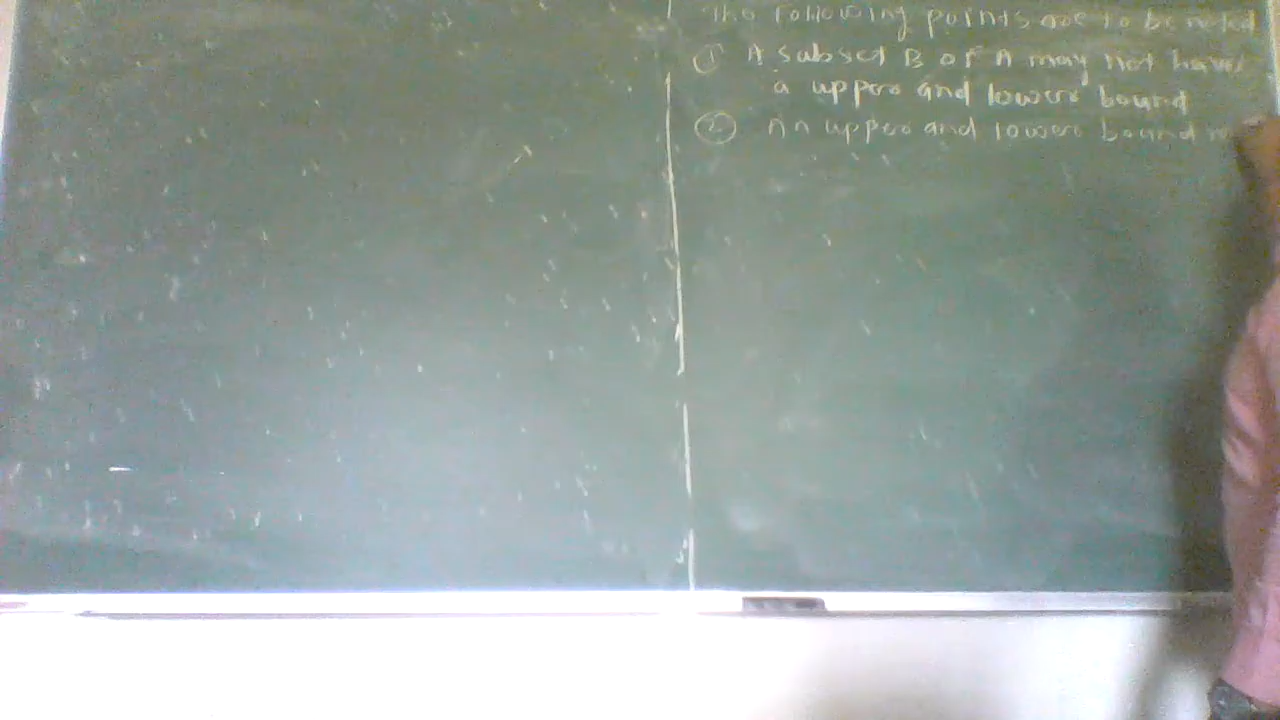 The following points are to be noted
① A subset B of A may not have
a upper and lower bound
② An upper and lower bound